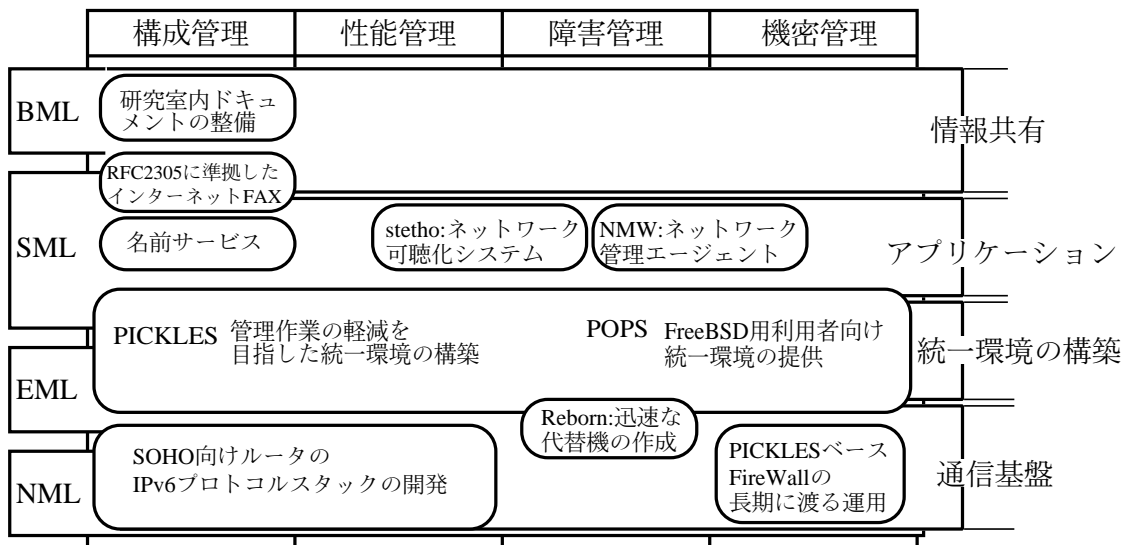 構成管理 性能管理 障害管理 機密管理
BML
研究室内ドキュ
メントの整備
情報共有
RFC2305に準拠した
インターネットFAX
SML
名前サービス
stetho:ネットワーク
可聴化システム
NMW:ネットワーク
管理エージェント
アプリケーション
PICKLES 管理作業の軽減を
目指した統一環境の構築
POPS FreeBSD用利用者向け
統一環境の提供
統一環境の構築
EML
Reborn:迅速な
代替機の作成
NML
SOHO向けルータの
IPv6プロトコルスタックの開発
PICKLESベース
FireWallの
長期に渡る運用
通信基盤